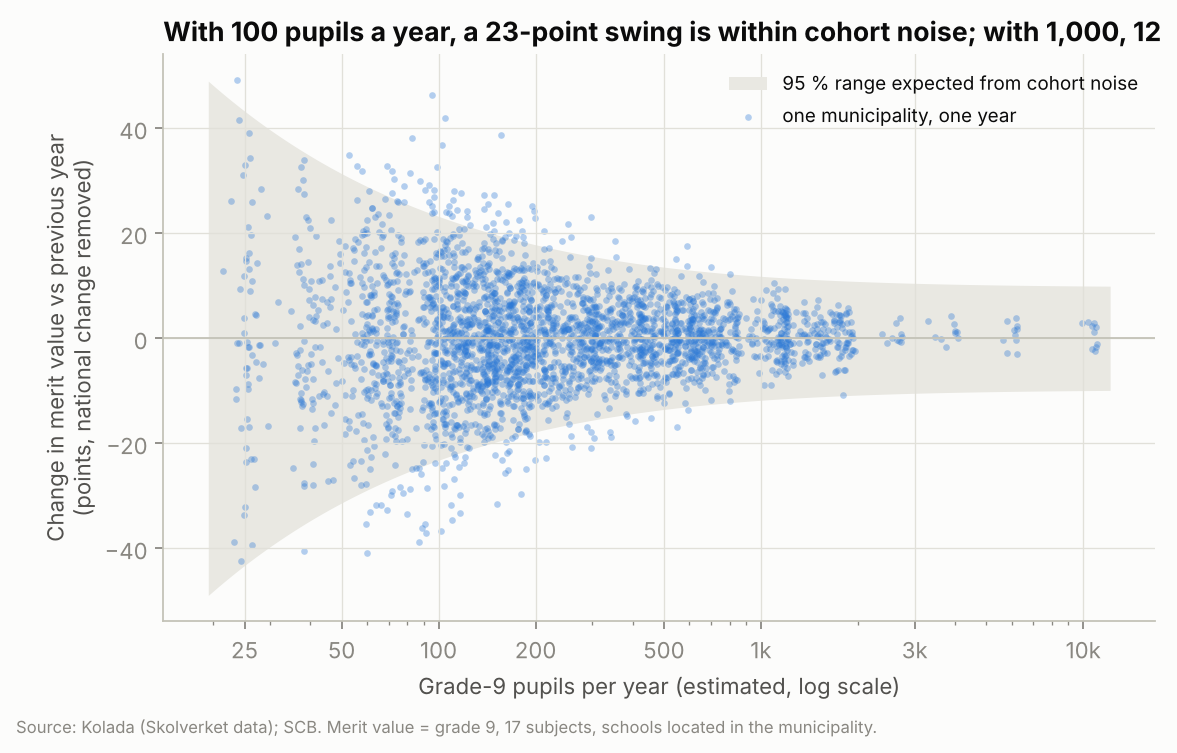 With 100 pupils a year, a 23-point swing is within cohort noise; with 1,000, 12
95 % range expected from cohort noise
one municipality, one year
Change in merit value vs previous year
(points, national change removed)
40
20
0
−20
−40
25 50 100 200 500 1k 3k 10k
Grade-9 pupils per year (estimated, log scale)
Source: Kolada (Skolverket data); SCB. Merit value = grade 9, 17 subjects, schools located in the municipality.